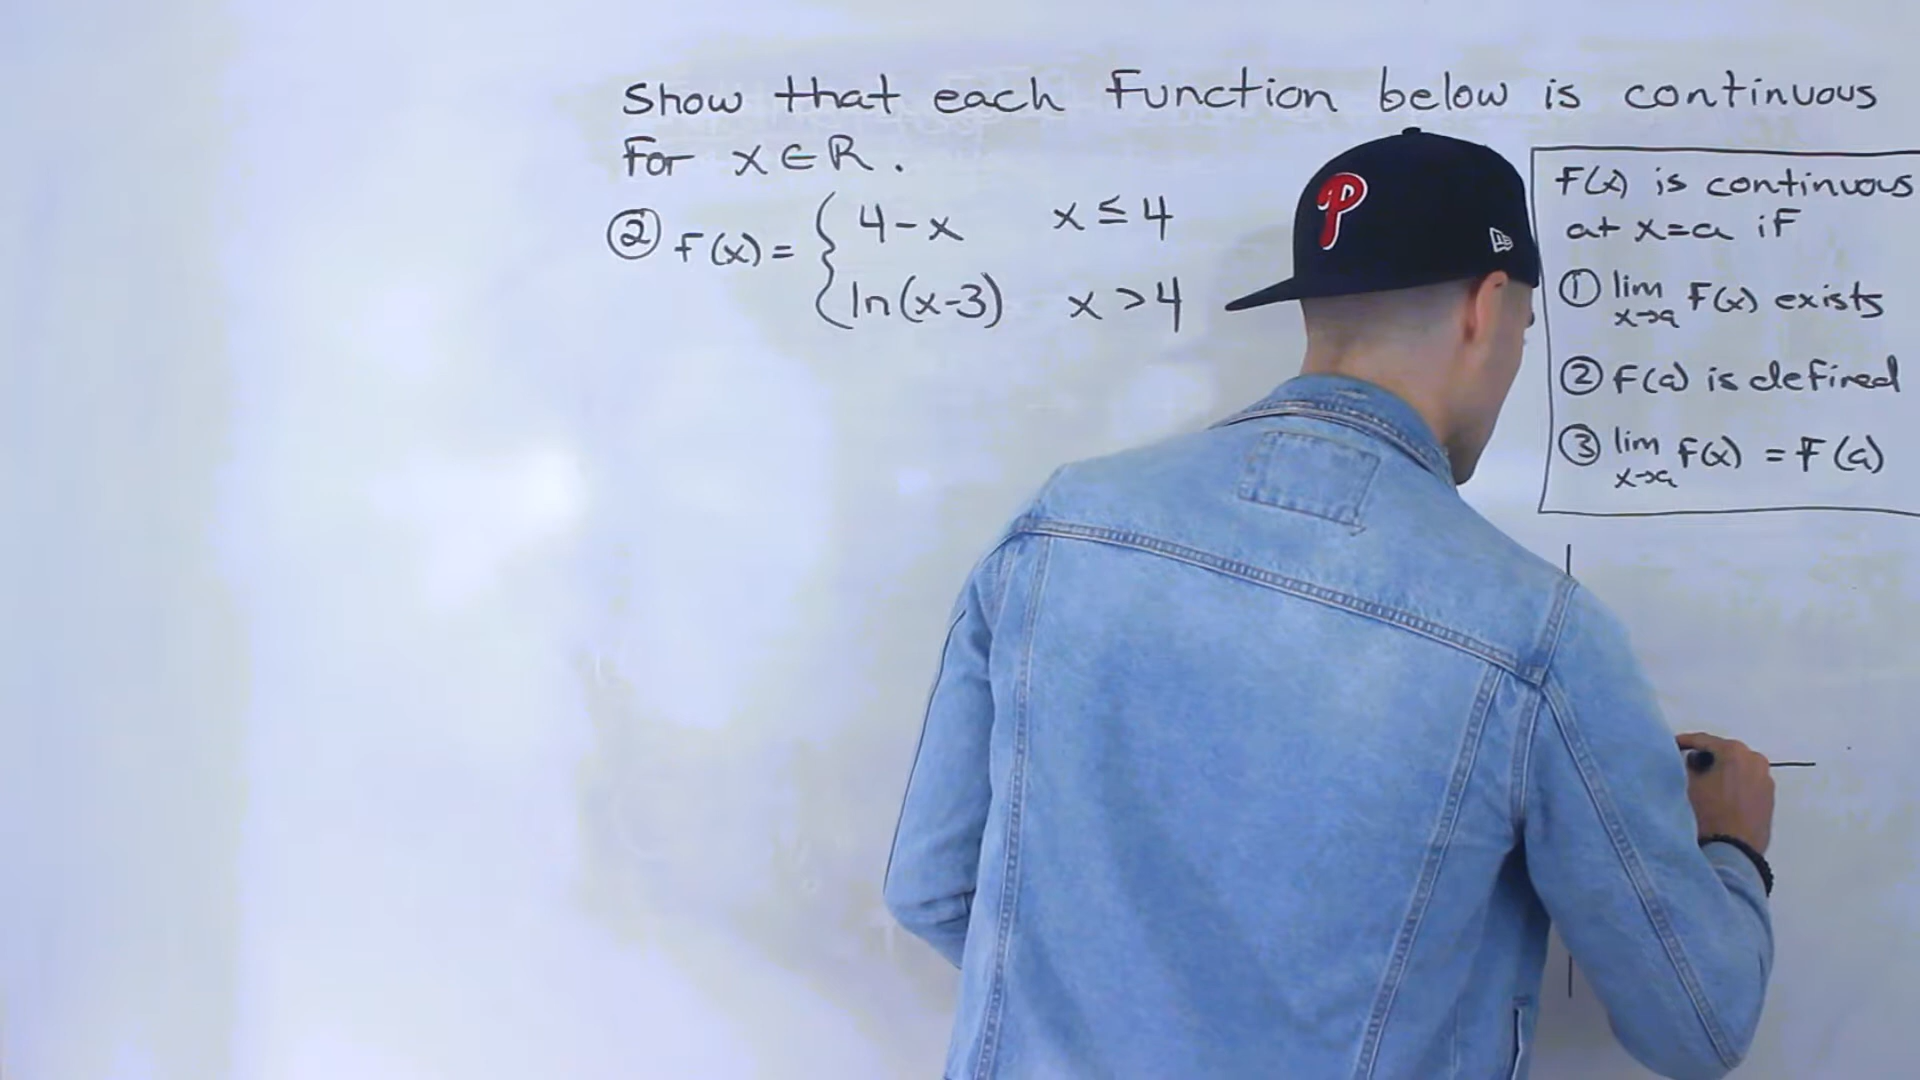 Show that each Function below is continuous
For x ∈ R.
② F(x) = { 4-x x ≤ 4
ln(x-3) x > 4
F(x) is continuous
at x=a iF
① lim x→a F(x) exists
② F(a) is defined
③ lim x→a F(x) = F(a)
P